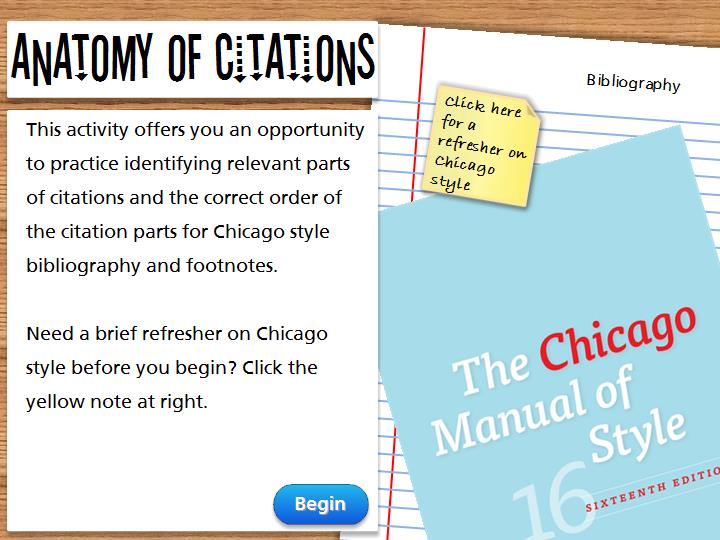 ANATOMY OF CITATIONS
This activity offers you an opportunity
to practice identifying relevant parts
of citations and the correct order of
the citation parts for Chicago style
bibliography and footnotes.
Need a brief refresher on Chicago
style before you begin? Click the
yellow note at right.
Begin
Bibliography
Click here
for a
refresher on
Chicago
style
The Chicago
Manual of
Style
16
SIXTEENTH EDITIO